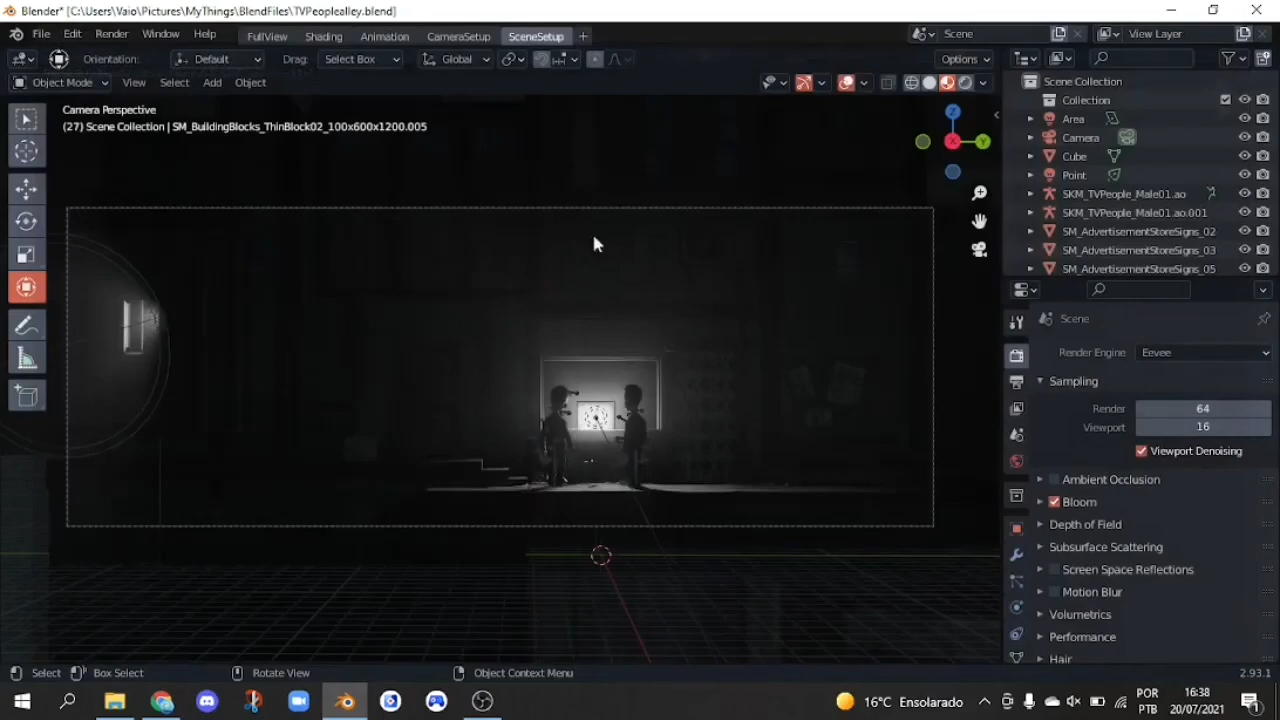 Blender* [C:\Users\Vaio\Pictures\MyThings\BlendFiles\TVPeoplealley.blend]
File Edit Render Window Help FullView Shading Animation CameraSetup SceneSetup + Scene View Layer
Orientation: Default Drag: Select Box Global Options
Object Mode View Select Add Object
Camera Perspective
(27) Scene Collection | SM_BuildingBlocks_ThinBlock02_100x600x1200.005
Z
X
Y
Scene Collection
Collection
Area
Camera
Cube
Point
SKM_TVPeople_Male01.ao
SKM_TVPeople_Male01.ao.001
SM_AdvertisementStoreSigns_02
SM_AdvertisementStoreSigns_03
SM_AdvertisementStoreSigns_05
Scene
Render Engine Eevee
Sampling
Render 64
Viewport 16
Viewport Denoising
Ambient Occlusion
Bloom
Depth of Field
Subsurface Scattering
Screen Space Reflections
Motion Blur
Volumetrics
Performance
Hair
Select Box Select Rotate View Object Context Menu 2.93.1
16°C Ensolarado POR 16:38
PTB 20/07/2021 1